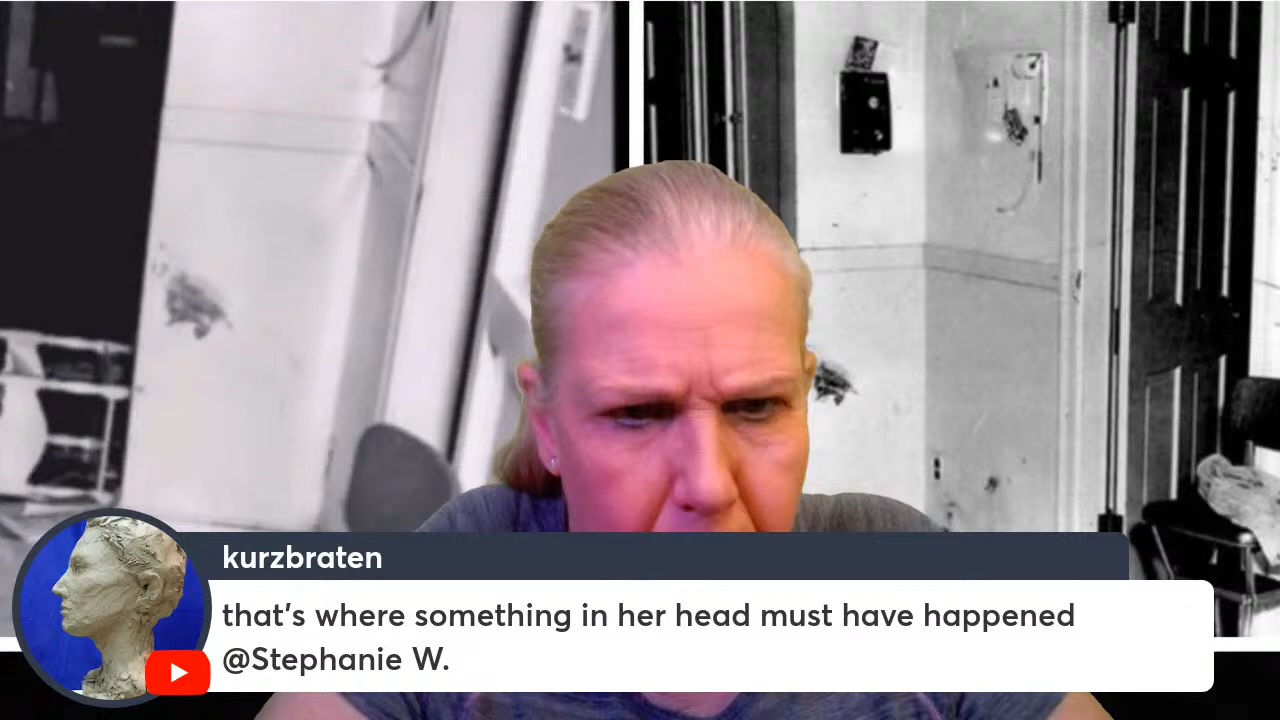 kurzbraten
that's where something in her head must have happened
@Stephanie W.